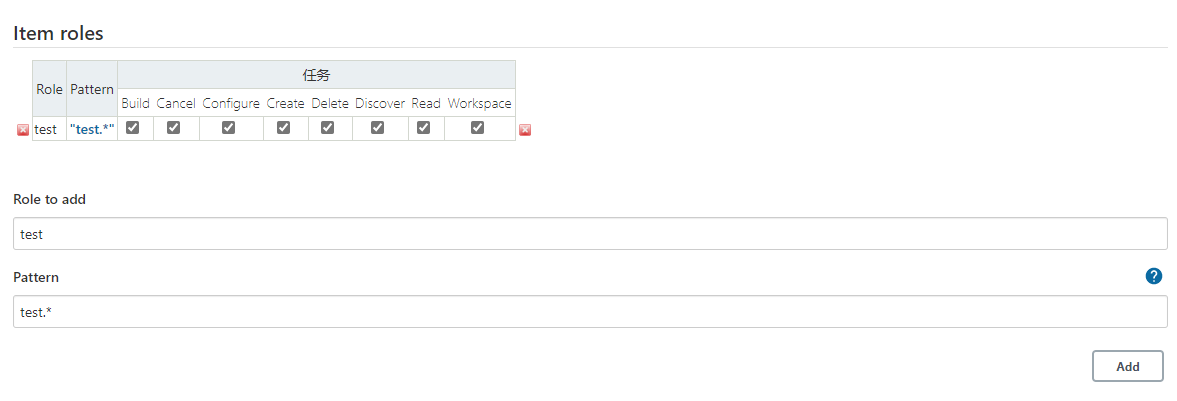 Item roles
任务
Role Pattern
Build Cancel Configure Create Delete Discover Read Workspace
test "test.*"
Role to add
test
Pattern
?
test.*
Add